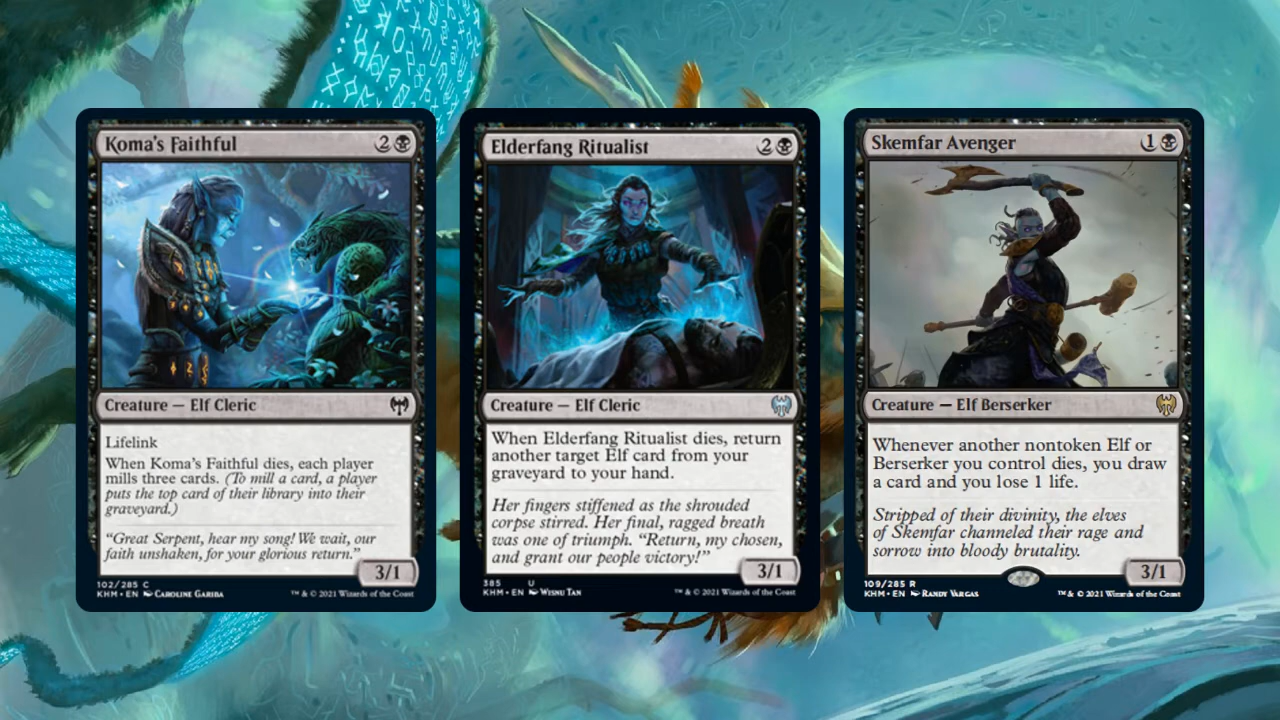 Koma's Faithful 2
Creature — Elf Cleric
Lifelink
When Koma's Faithful dies, each player
mills three cards. (To mill a card, a player
puts the top card of their library into their
graveyard.)
“Great Serpent, hear my song! We wait, our
faith unshaken, for your glorious return.”
3/1
102/285 C
KHM • EN CAROLINE GARIBA
™ & © 2021 Wizards of the Coast
Elderfang Ritualist 2
Creature — Elf Cleric
When Elderfang Ritualist dies, return
another target Elf card from your
graveyard to your hand.
Her fingers stiffened as the shrouded
corpse stirred. Her final, ragged breath
was one of triumph. “Return, my chosen,
and grant our people victory!”
3/1
385 U
KHM • EN WISNU TAN
™ & © 2021 Wizards of the Coast
Skemfar Avenger 1
Creature — Elf Berserker
Whenever another nontoken Elf or
Berserker you control dies, you draw
a card and you lose 1 life.
Stripped of their divinity, the elves
of Skemfar channeled their rage and
sorrow into bloody brutality.
3/1
109/285 R
KHM • EN RANDY VARGAS
™ & © 2021 Wizards of the Coast